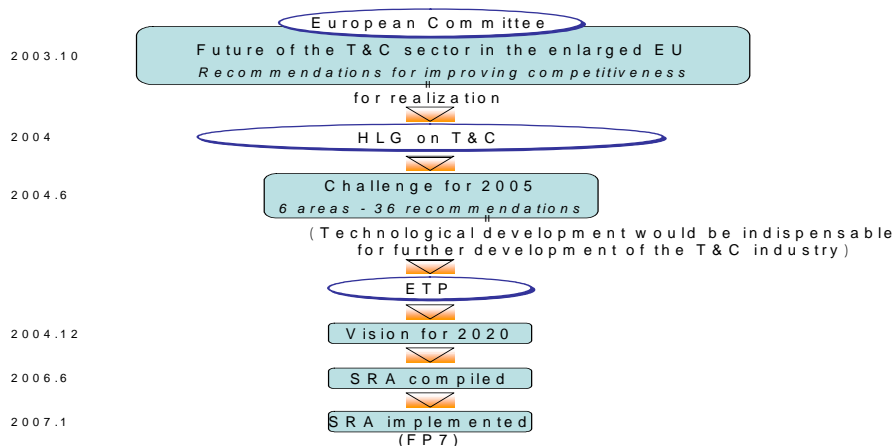 European Committee
2003.10
Future of the T&C sector in the enlarged EU
Recommendations for improving competitiveness
for realization
2004
HLG on T&C
2004.6
Challenge for 2005
6 areas - 36 recommendations
(Technological development would be indispensable
for further development of the T&C industry)
ETP
2004.12
Vision for 2020
2006.6
SRA compiled
2007.1
SRA implemented
(FP7)